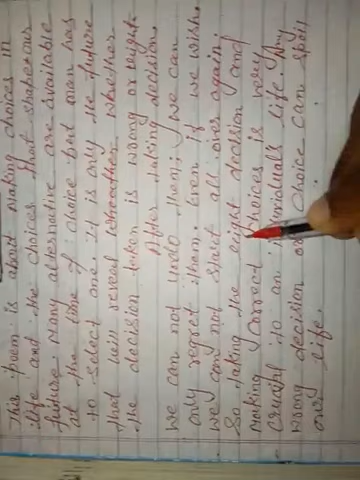 This poem is about making choices in
life and the choices that shape our
future. Many alternative are available
at the time of choice but man has
to select one. It is only the future
that will reveal whether
the decision taken is wrong or right.
After taking decision
we can not undo them; we can
only regret them. Even if we wish.
we can not start all over again.
So taking the right decision and
making correct choices is very
crucial to an individuals life. Any
wrong decision or choice can spoil
our life.